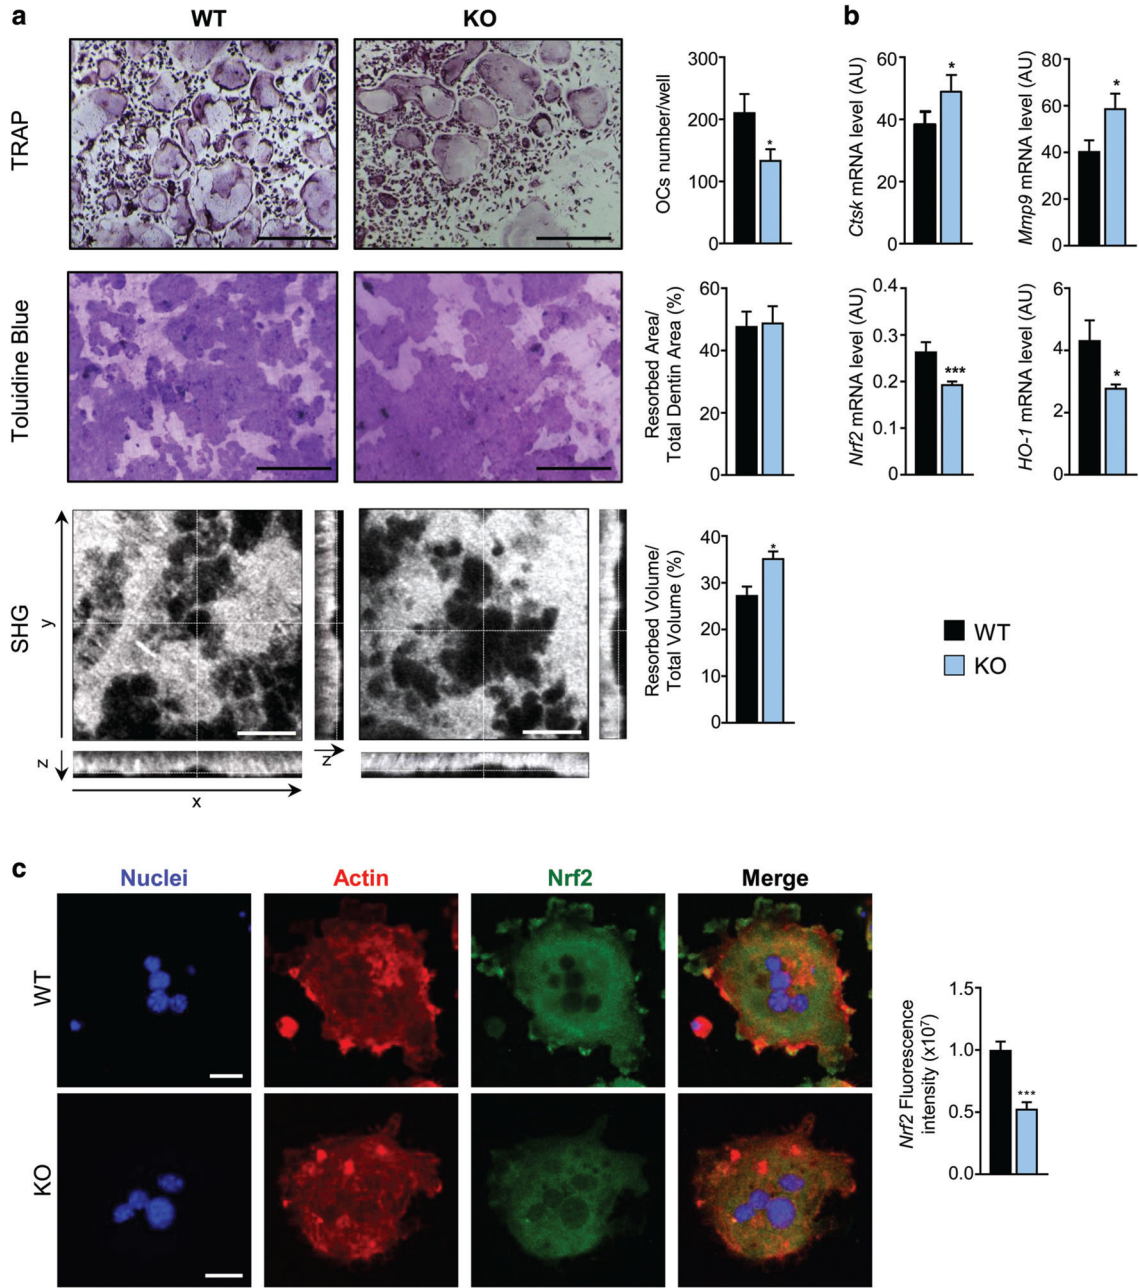 a
WT
KO
b
TRAP
OCs number/well
300
200
100
0
*
Ctsk mRNA level (AU)
60
40
20
0
*
Mmp9 mRNA level (AU)
80
60
40
20
0
*
Toluidine Blue
Resorbed Area/
Total Dentin Area (%)
60
40
60
0
Nrf2 mRNA level (AU)
0.4
0.3
0.2
0.1
0
***
HO-1 mRNA level (AU)
6
4
2
0
*
SHG
y
z
x
z
Resorbed Volume/
Total Volume (%)
40
30
60
10
0
*
WT
KO
c
Nuclei
Actin
Nrf2
Merge
WT
KO
Nrf2 Fluorescence
intensity (x10⁷)
1.5
1.0
0.5
0.0
***